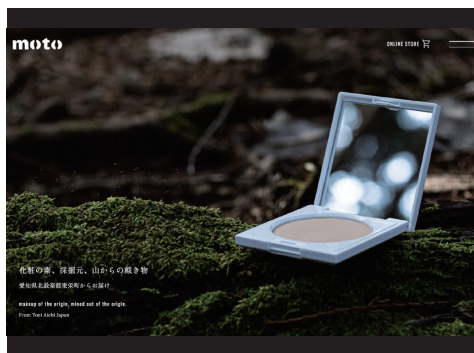 moto
ONLINE STORE
化粧の素、採掘元、山からの戴き物
愛知県北設楽郡東栄町からお届け
makeup of the origin, mined out of the origin.
From Toei Aichi Japan